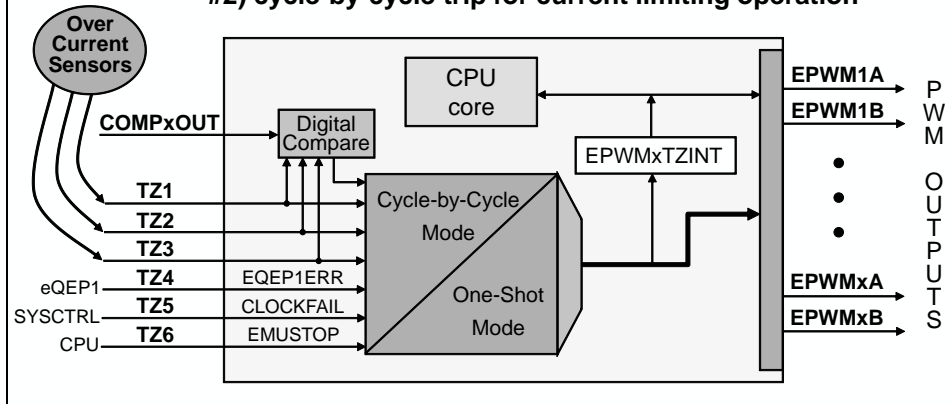 #2) cycle-by-cycle trip for current limiting operation
Over
Current
Sensors
CPU
core
EPWM1A
EPWM1B
COMPxOUT
Digital
Compare
EPWMxTZINT
TZ1
TZ2
TZ3
Cycle-by-Cycle
Mode
One-Shot
Mode
eQEP1
TZ4
EQEP1ERR
SYSCTRL
TZ5
CLOCKFAIL
CPU
TZ6
EMUSTOP
EPWMxA
EPWMxB
PWM OUTPUTS